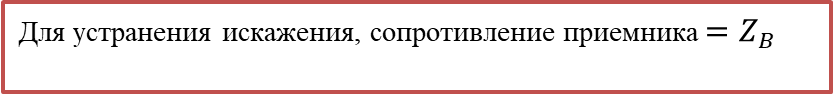 Для устранения искажения, сопротивление приемника = Z_B